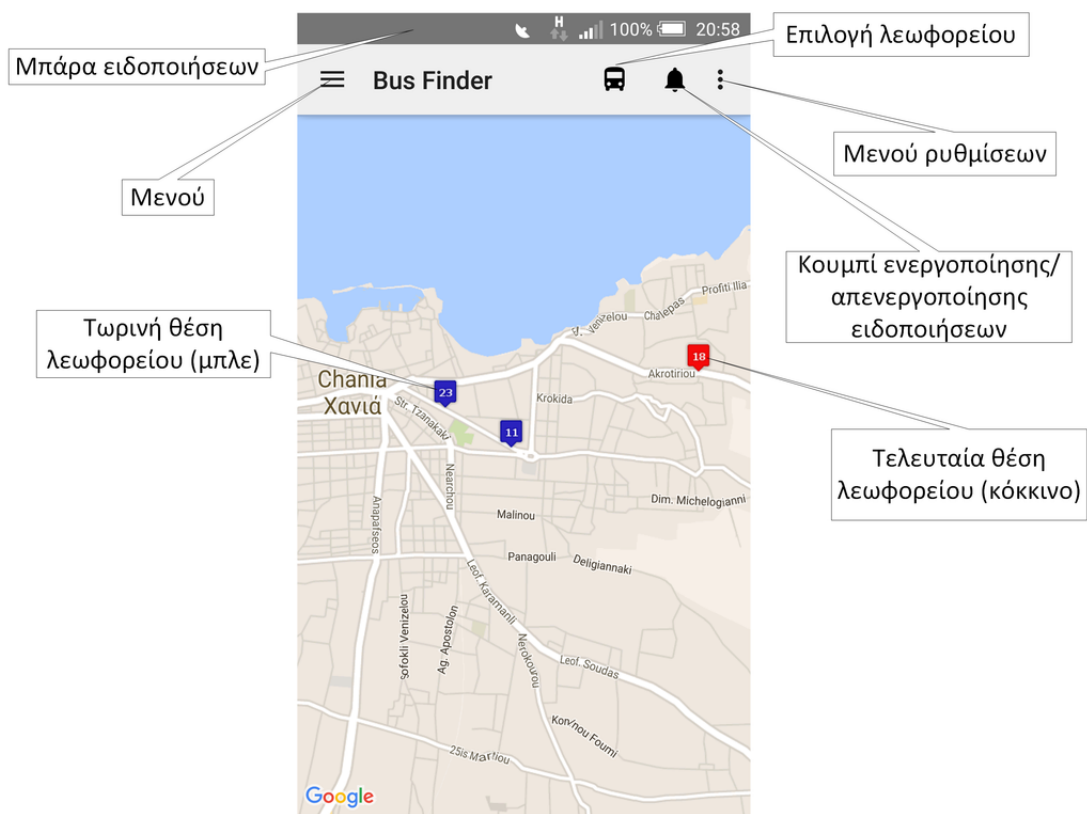 H
100%
20:58
Επιλογή λεωφορείου
Μπάρα ειδοποιήσεων
Bus Finder
Μενού ρυθμίσεων
Μενού
Κουμπί ενεργοποίησης/
απενεργοποίησης
ειδοποιήσεων
Profiti Ilia
Τωρινή θέση
λεωφορείου (μπλε)
El. Venizelou
Chalepas
18
Akrotiriou
Chania
Χανιά
23
Krokida
Str. Tzanakaki
11
Τελευταία θέση
λεωφορείου (κόκκινο)
Nearchou
Dim. Michelogianni
Anapafseos
Malinou
Panagouli
Deligiannaki
Leof. Karamanli
Sofokli Venizelou
Ag. Apostolon
Nerokourou
Leof. Soudas
Kon/nou Foumi
25is Martiou
Google